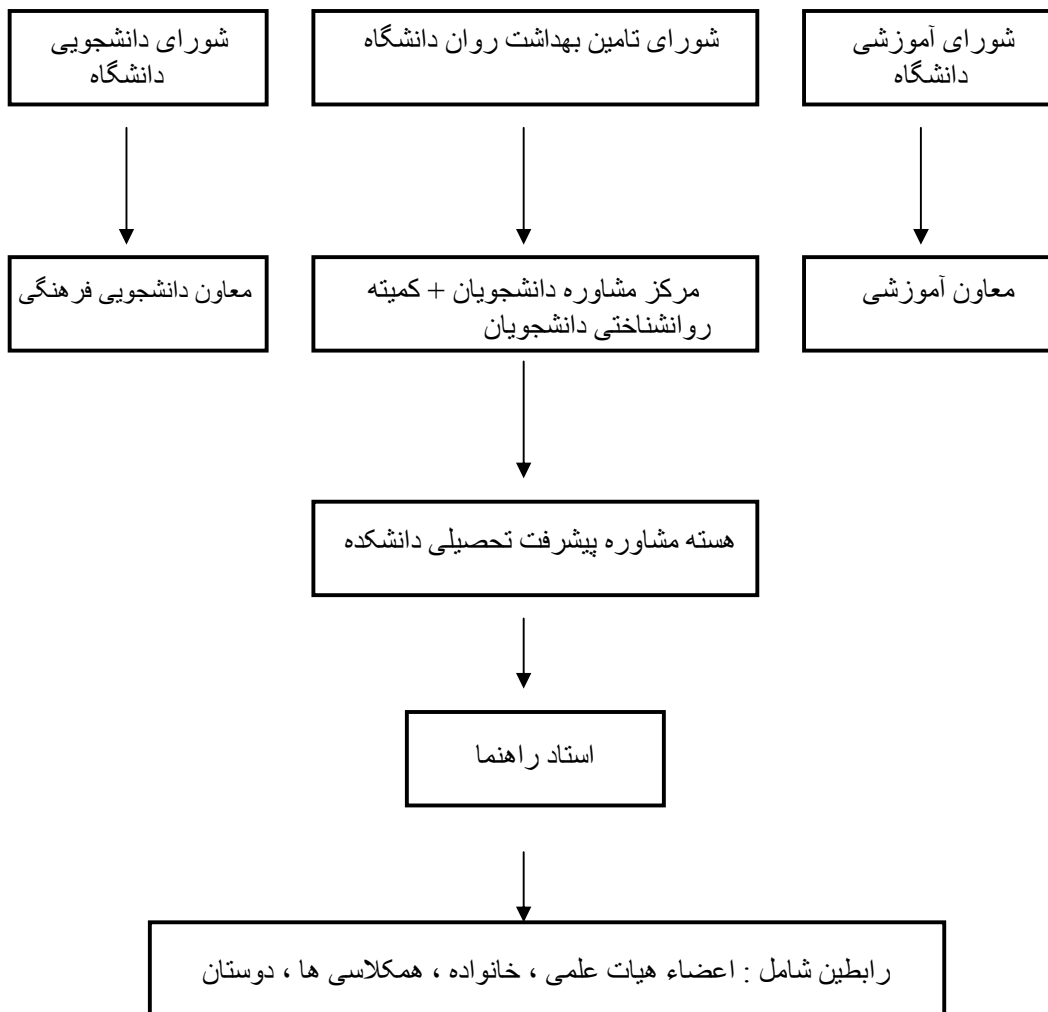 شورای آموزشی
دانشگاه
شورای تامین بهداشت روان دانشگاه
شورای دانشجویی
دانشگاه
معاون آموزشی
مرکز مشاوره دانشجویان + کمیته
روانشناختی دانشجویان
معاون دانشجویی فرهنگی
هسته مشاوره پیشرفت تحصیلی دانشکده
استاد راهنما
رابطین شامل : اعضاء هیات علمی ، خانواده ، همکلاسی ها ، دوستان